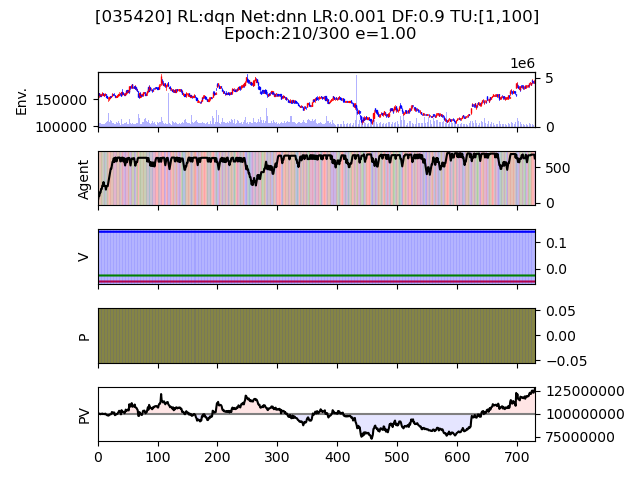 [035420] RL:dqn Net:dnn LR:0.001 DF:0.9 TU:[1,100]
Epoch:210/300 e=1.00
1e6
Env.
150000
100000
5
0
Agent
500
0
V
0.1
0.0
P
0.05
0.00
−0.05
PV
125000000
100000000
75000000
0 100 200 300 400 500 600 700